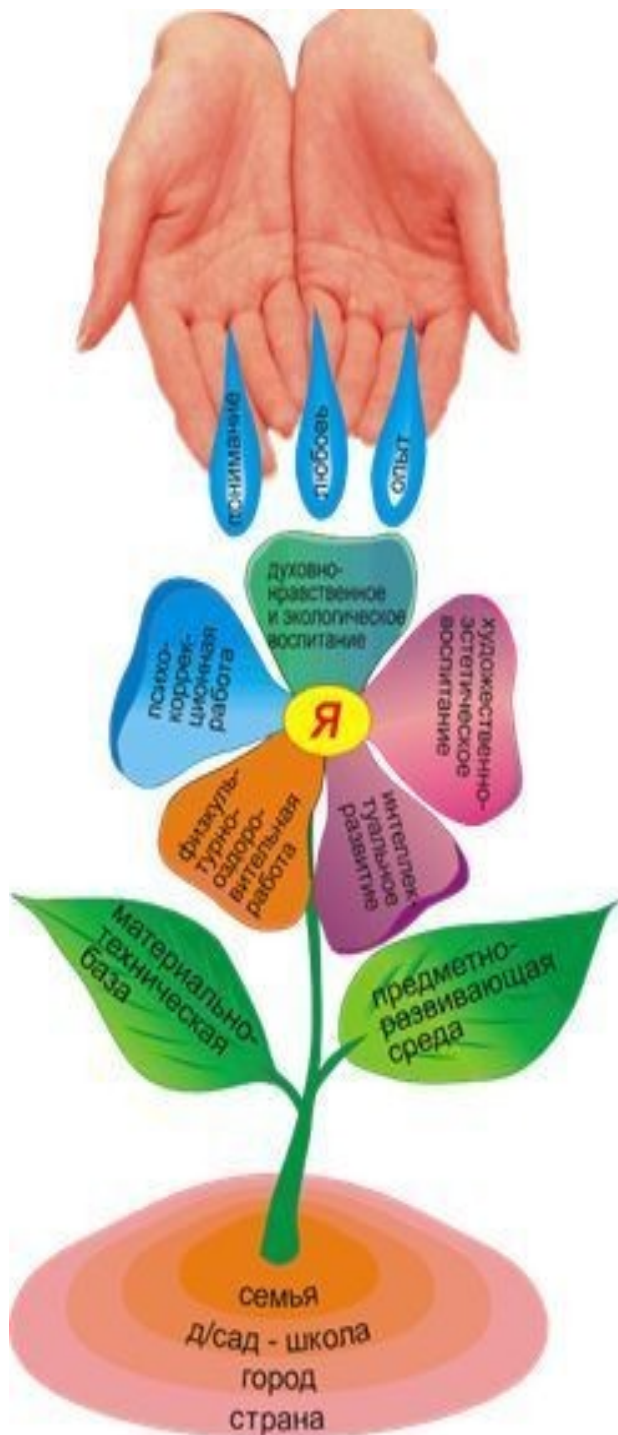 понимание
любовь
опыт
духовно-
нравственное
и экологическое
воспитание
психо-
коррек-
ционная
работа
художественно-
эстетическое
воспитание
Я
физкуль-
турно-
оздоро-
вительная
работа
интеллек-
туальное
развитие
материально-
техническая
база
предметно-
развивающая
среда
семья
д/сад - школа
город
страна